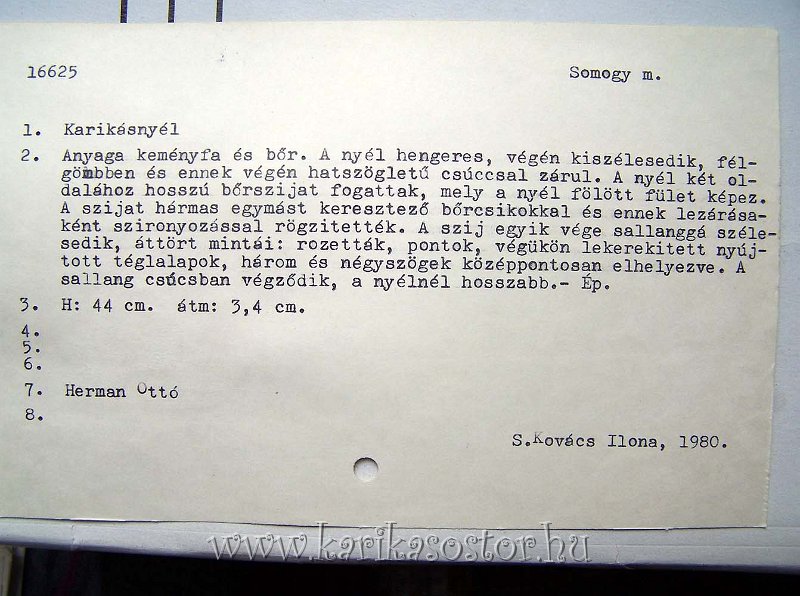 16625 Somogy m.
1. Karikásnyél
2. Anyaga keményfa és bőr. A nyél hengeres, végén kiszélesedik, fél-
gömbben és ennek végén hatszögletű csúccsal zárul. A nyél két ol-
dalához hosszú bőrszijat fogattak, mely a nyél fölött fület képez.
A szijat hármas egymást keresztező bőrcsikokkal és ennek lezárása-
ként szironyozással rögzitették. A szij egyik vége sallanggá széle-
sedik, áttört mintái: rozetták, pontok, végükön lekerekitett nyúj-
tott téglalapok, három és négyszögek középpontosan elhelyezve. A
sallang csúcsban végződik, a nyélnél hosszabb.- Ép.
3. H: 44 cm. átm: 3,4 cm.
4.
5.
6.
7. Herman Ottó
8.
S.Kovács Ilona, 1980.
www.karikasostor.hu